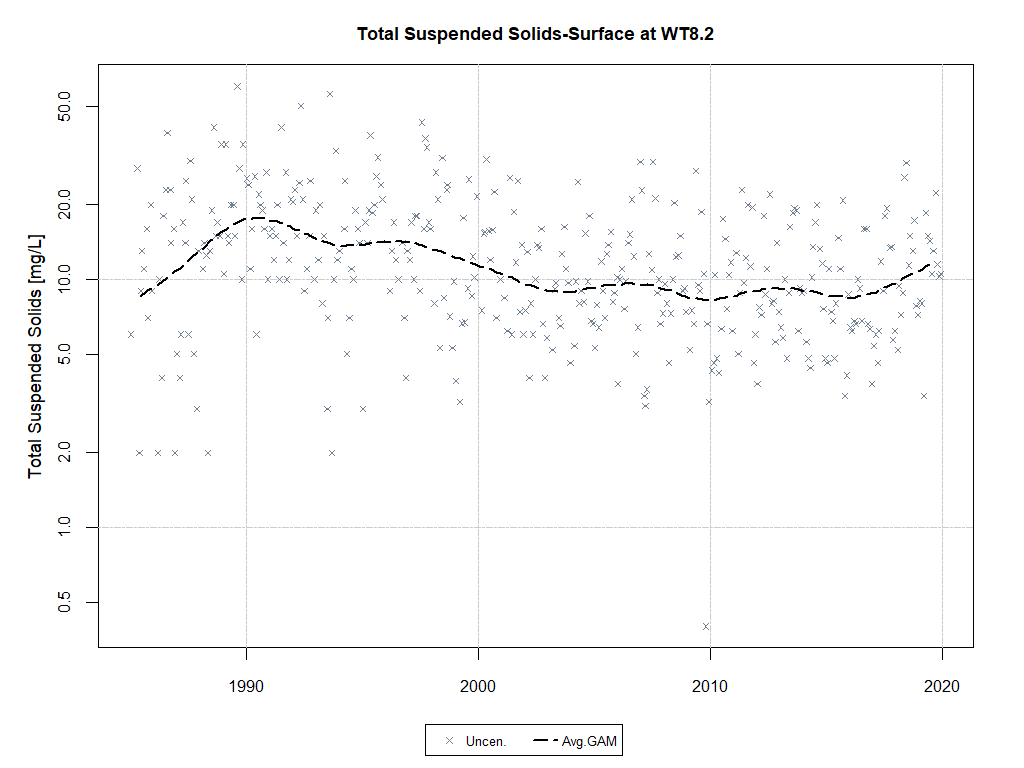 Total Suspended Solids-Surface at WT8.2
Total Suspended Solids [mg/L]
50.0
20.0
10.0
5.0
2.0
1.0
0.5
1990 2000 2010 2020
Uncen. Avg.GAM